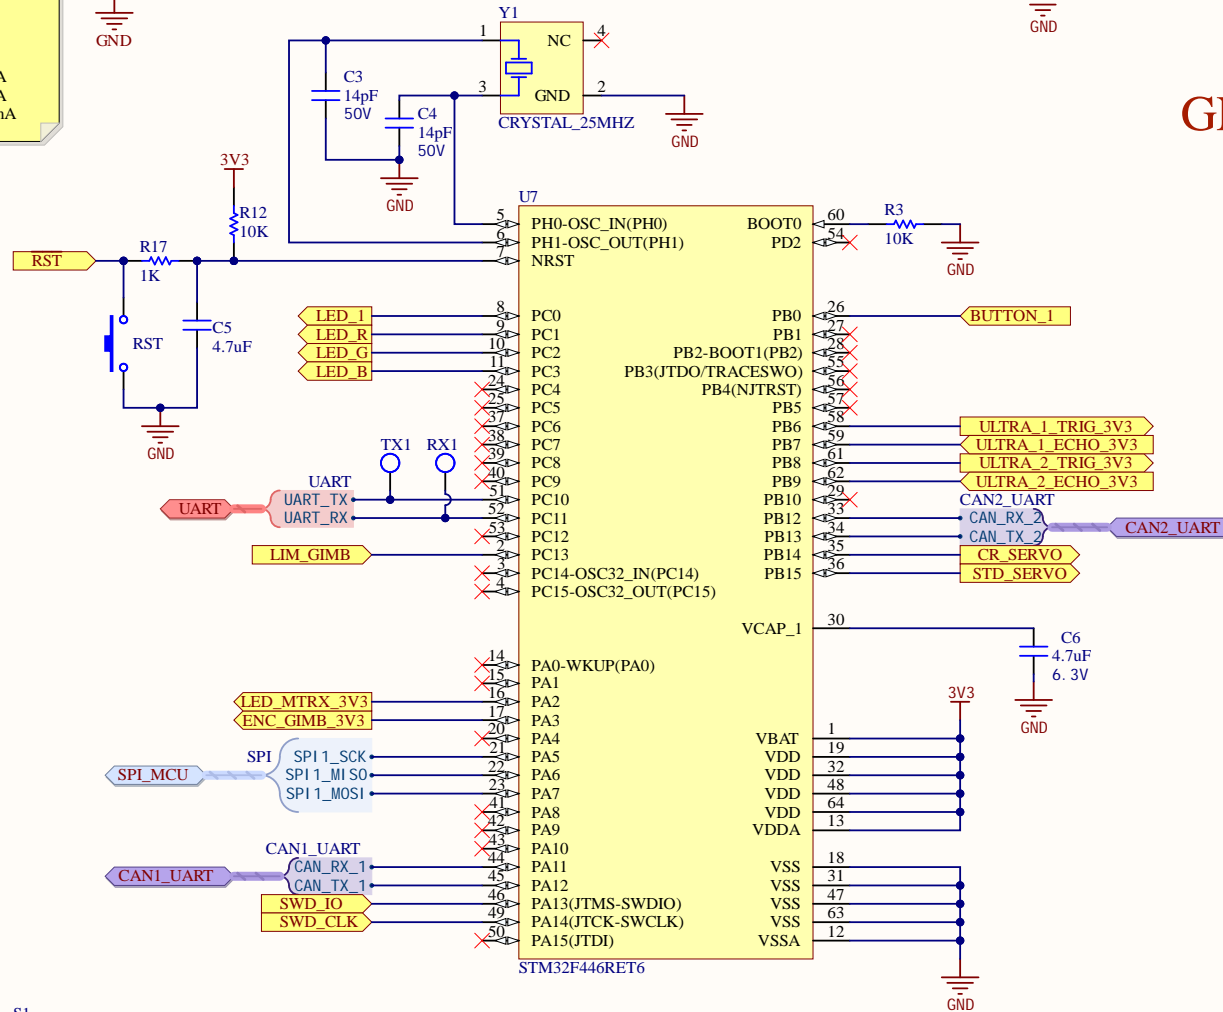 Y1
GND
GND
1
NC
4
A
A
nA
C3
14pF
50V
3
GND
2
C4
14pF
50V
CRYSTAL_25MHZ
GND
3V3
GND
U7
R12
10K
5
PH0-OSC_IN(PH0)
BOOT0
60
R3
10K
6
PH1-OSC_OUT(PH1)
PD2
54
RST
R17
1K
7
NRST
GND
LED_1
8
PC0
PB0
26
BUTTON_1
LED_R
9
PC1
PB1
27
LED_G
10
PC2
PB2-BOOT1(PB2)
28
LED_B
11
PC3
PB3(JTDO/TRACESWO)
55
RST
C5
4.7uF
24
PC4
PB4(NJTRST)
56
25
PC5
PB5
57
37
PC6
PB6
58
ULTRA_1_TRIG_3V3
38
PC7
PB7
59
ULTRA_1_ECHO_3V3
GND
TX1
RX1
39
PC8
PB8
61
ULTRA_2_TRIG_3V3
40
PC9
PB9
62
ULTRA_2_ECHO_3V3
UART
UART
UART_TX
51
PC10
PB10
29
CAN2_UART
UART_RX
52
PC11
PB12
33
CAN_RX_2
CAN2_UART
53
PC12
PB13
34
CAN_TX_2
LIM_GIMB
2
PC13
PB14
35
CR_SERVO
3
PC14-OSC32_IN(PC14)
PB15
36
STD_SERVO
4
PC15-OSC32_OUT(PC15)
VCAP_1
30
C6
4.7uF
6.3V
GND
14
PA0-WKUP(PA0)
15
PA1
LED_MTRX_3V3
16
PA2
3V3
ENC_GIMB_3V3
17
PA3
20
PA4
VBAT
1
SPI_MCU
SPI
SPI1_SCK
21
PA5
VDD
19
SPI1_MISO
22
PA6
VDD
32
SPI1_MOSI
23
PA7
VDD
48
41
PA8
VDD
64
42
PA9
VDDA
13
43
PA10
CAN1_UART
CAN1_UART
CAN_RX_1
44
PA11
VSS
18
CAN_TX_1
45
PA12
VSS
31
SWD_IO
46
PA13(JTMS-SWDIO)
VSS
47
SWD_CLK
49
PA14(JTCK-SWCLK)
VSS
63
50
PA15(JTDI)
VSSA
12
STM32F446RET6
GND